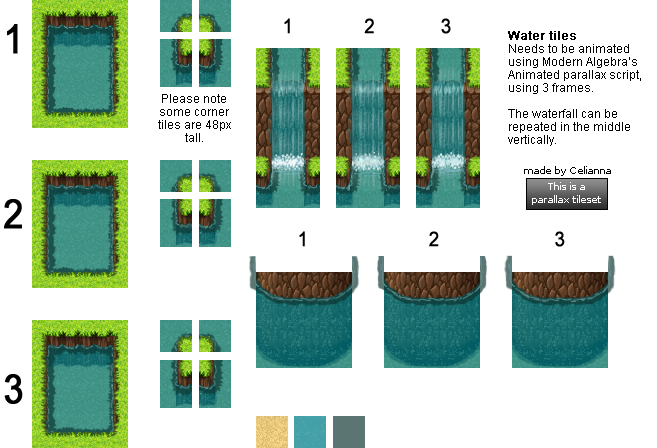 1
2
3
Please note
some corner
tiles are 48px
tall.
1 2 3
Water tiles
Needs to be animated
using Modern Algebra's
Animated parallax script,
using 3 frames.
The waterfall can be
repeated in the middle
vertically.
made by Celianna
This is a
parallax tileset
1 2 3